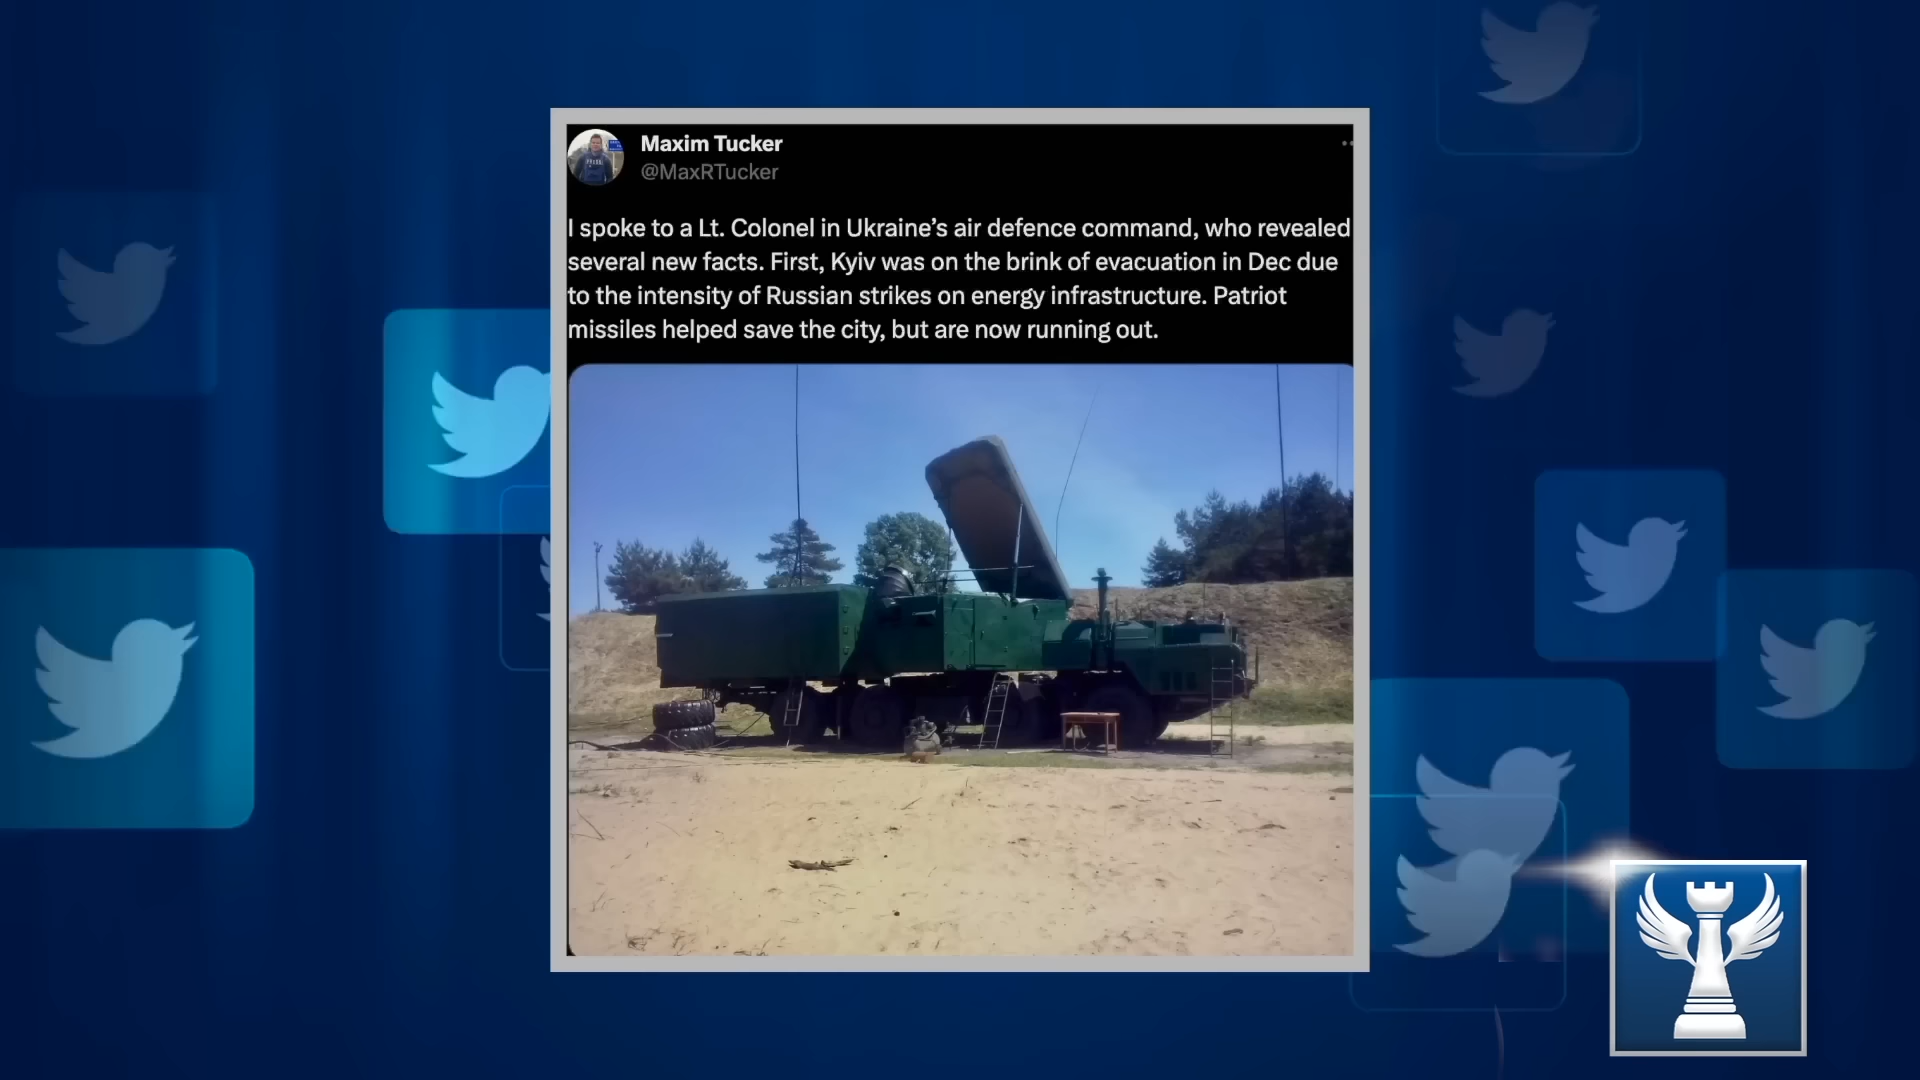 Maxim Tucker
@MaxRTucker
I spoke to a Lt. Colonel in Ukraine’s air defence command, who revealed
several new facts. First, Kyiv was on the brink of evacuation in Dec due
to the intensity of Russian strikes on energy infrastructure. Patriot
missiles helped save the city, but are now running out.